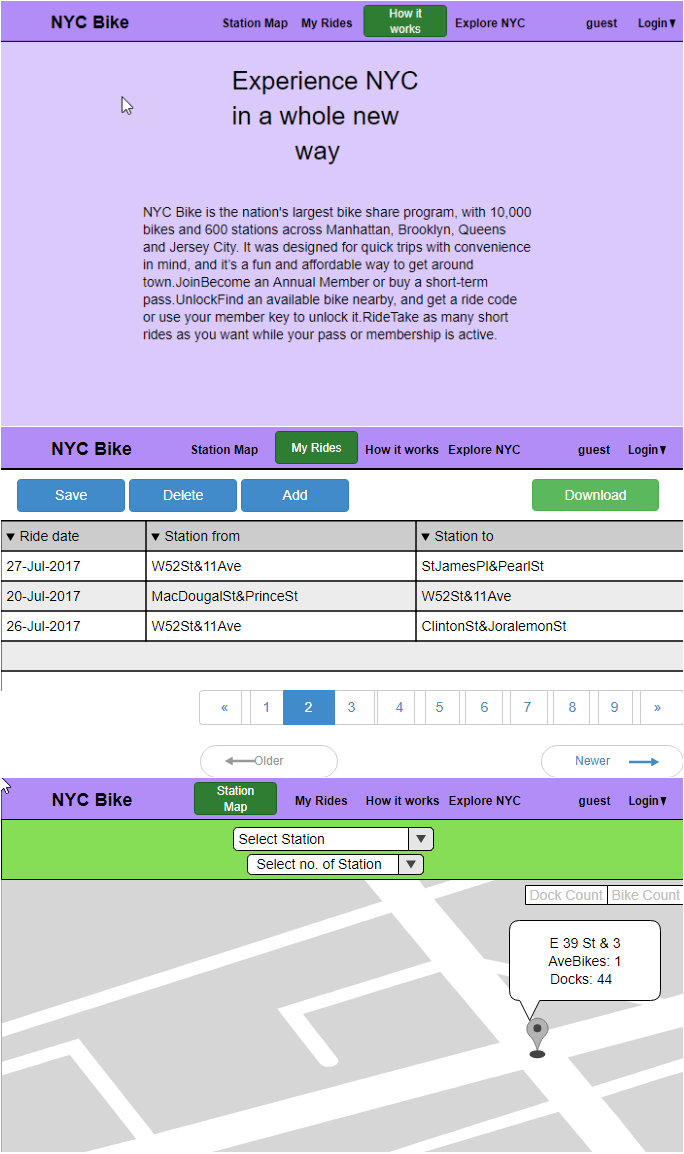 NYC Bike Station Map My Rides How it works Explore NYC guest Login▼
Experience NYC
in a whole new
way
NYC Bike is the nation's largest bike share program, with 10,000
bikes and 600 stations across Manhattan, Brooklyn, Queens
and Jersey City. It was designed for quick trips with convenience
in mind, and it's a fun and affordable way to get around
town.JoinBecome an Annual Member or buy a short-term
pass.UnlockFind an available bike nearby, and get a ride code
or use your member key to unlock it.RideTake as many short
rides as you want while your pass or membership is active.
NYC Bike Station Map My Rides How it works Explore NYC guest Login▼
Save Delete Add Download
▼ Ride date ▼ Station from ▼ Station to
27-Jul-2017 W52St&11Ave StJamesPl&PearlSt
20-Jul-2017 MacDougalSt&PrinceSt W52St&11Ave
26-Jul-2017 W52St&11Ave ClintonSt&JoralemonSt
« 1 2 3 4 5 6 7 8 9 »
Older Newer
NYC Bike Station Map My Rides How it works Explore NYC guest Login▼
Select Station
Select no. of Station
Dock Count Bike Count
E 39 St & 3
AveBikes: 1
Docks: 44